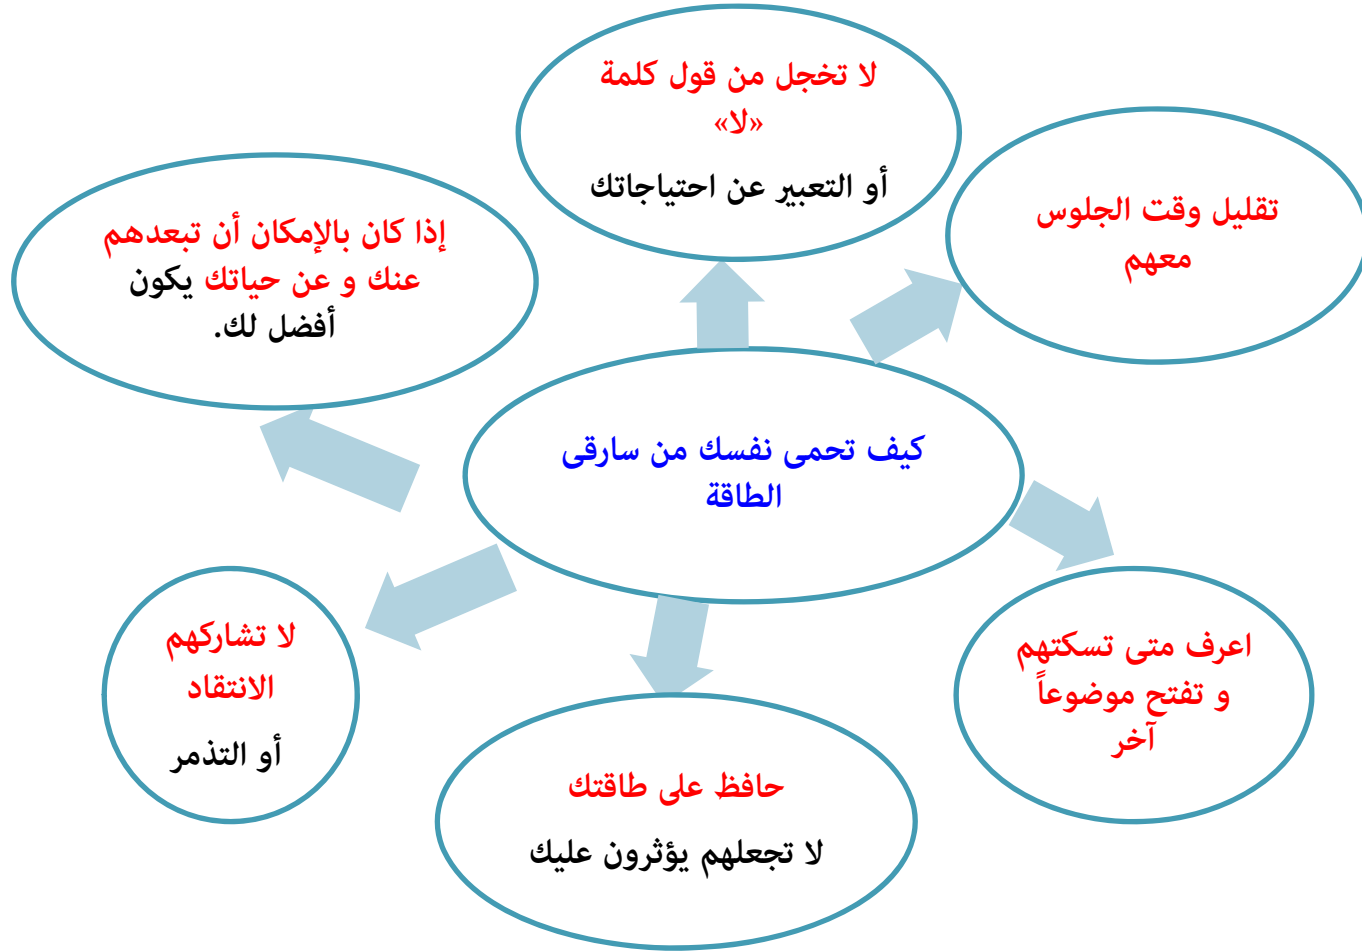 لا تخجل من قول كلمة
«لا»
أو التعبير عن احتياجاتك
تقليل وقت الجلوس
معهم
إذا كان بالإمكان أن تبعدهم
عنك و عن حياتك يكون
أفضل لك.
كيف تحمى نفسك من سارقى
الطاقة
اعرف متى تسكتهم
و تفتح موضوعاً
آخر
لا تشاركهم
الانتقاد
أو التذمر
حافظ على طاقتك
لا تجعلهم يؤثرون عليك